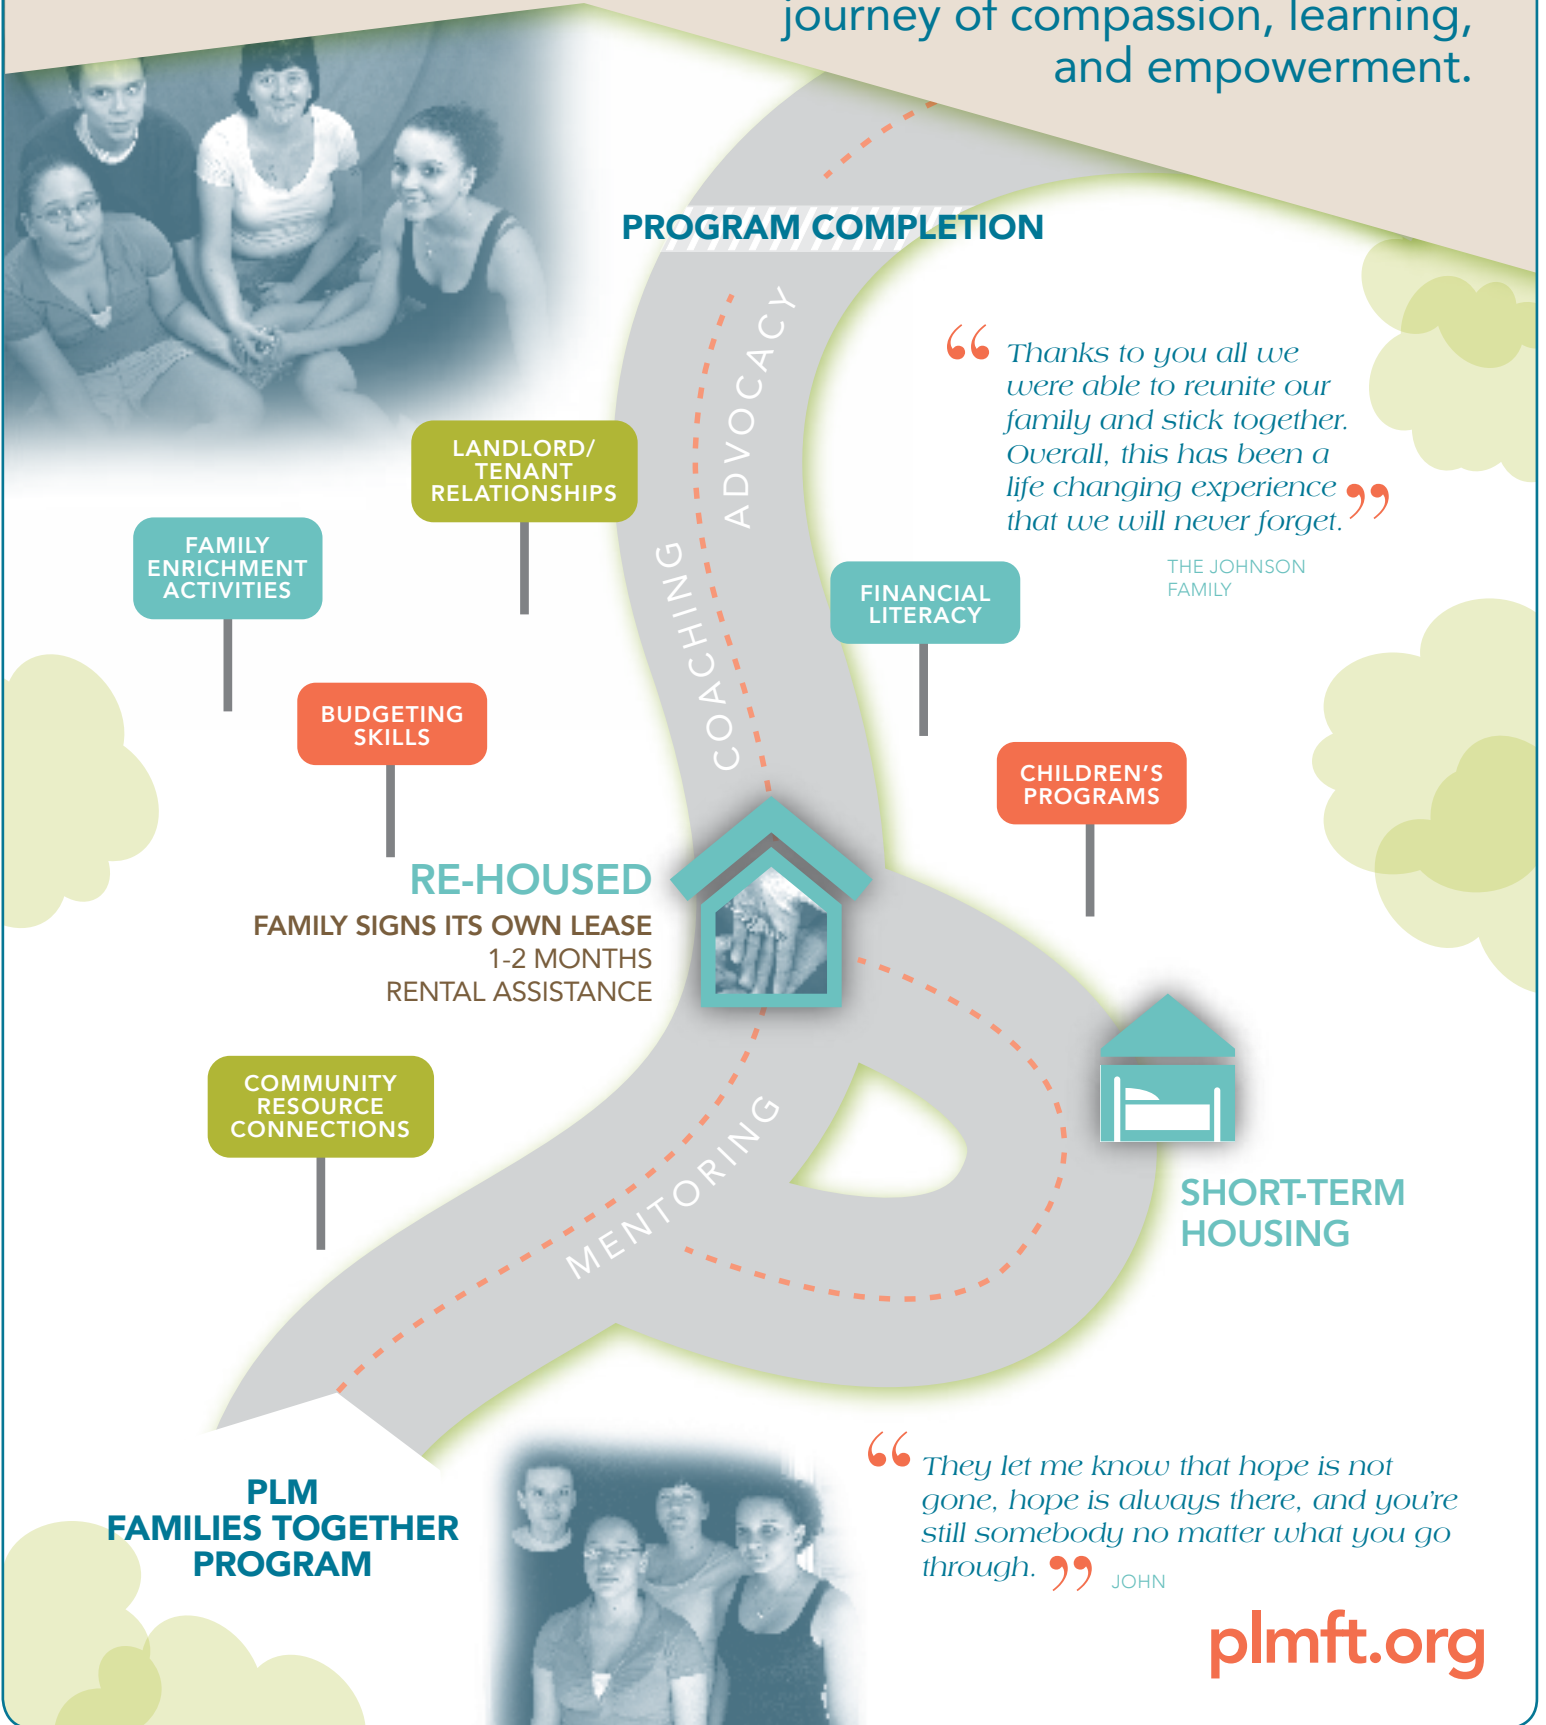 journey of compassion, learning,
and empowerment.
PROGRAM COMPLETION
ADVOCACY
“ Thanks to you all we
were able to reunite our
family and stick together.
Overall, this has been a
life changing experience
that we will never forget. ”
THE JOHNSON
FAMILY
LANDLORD/
TENANT
RELATIONSHIPS
FAMILY
ENRICHMENT
ACTIVITIES
COACHING
FINANCIAL
LITERACY
BUDGETING
SKILLS
CHILDREN'S
PROGRAMS
RE-HOUSED
FAMILY SIGNS ITS OWN LEASE
1-2 MONTHS
RENTAL ASSISTANCE
COMMUNITY
RESOURCE
CONNECTIONS
MENTORING
SHORT-TERM
HOUSING
PLM
FAMILIES TOGETHER
PROGRAM
“ They let me know that hope is not
gone, hope is always there, and you're
still somebody no matter what you go
through. ” JOHN
plmft.org